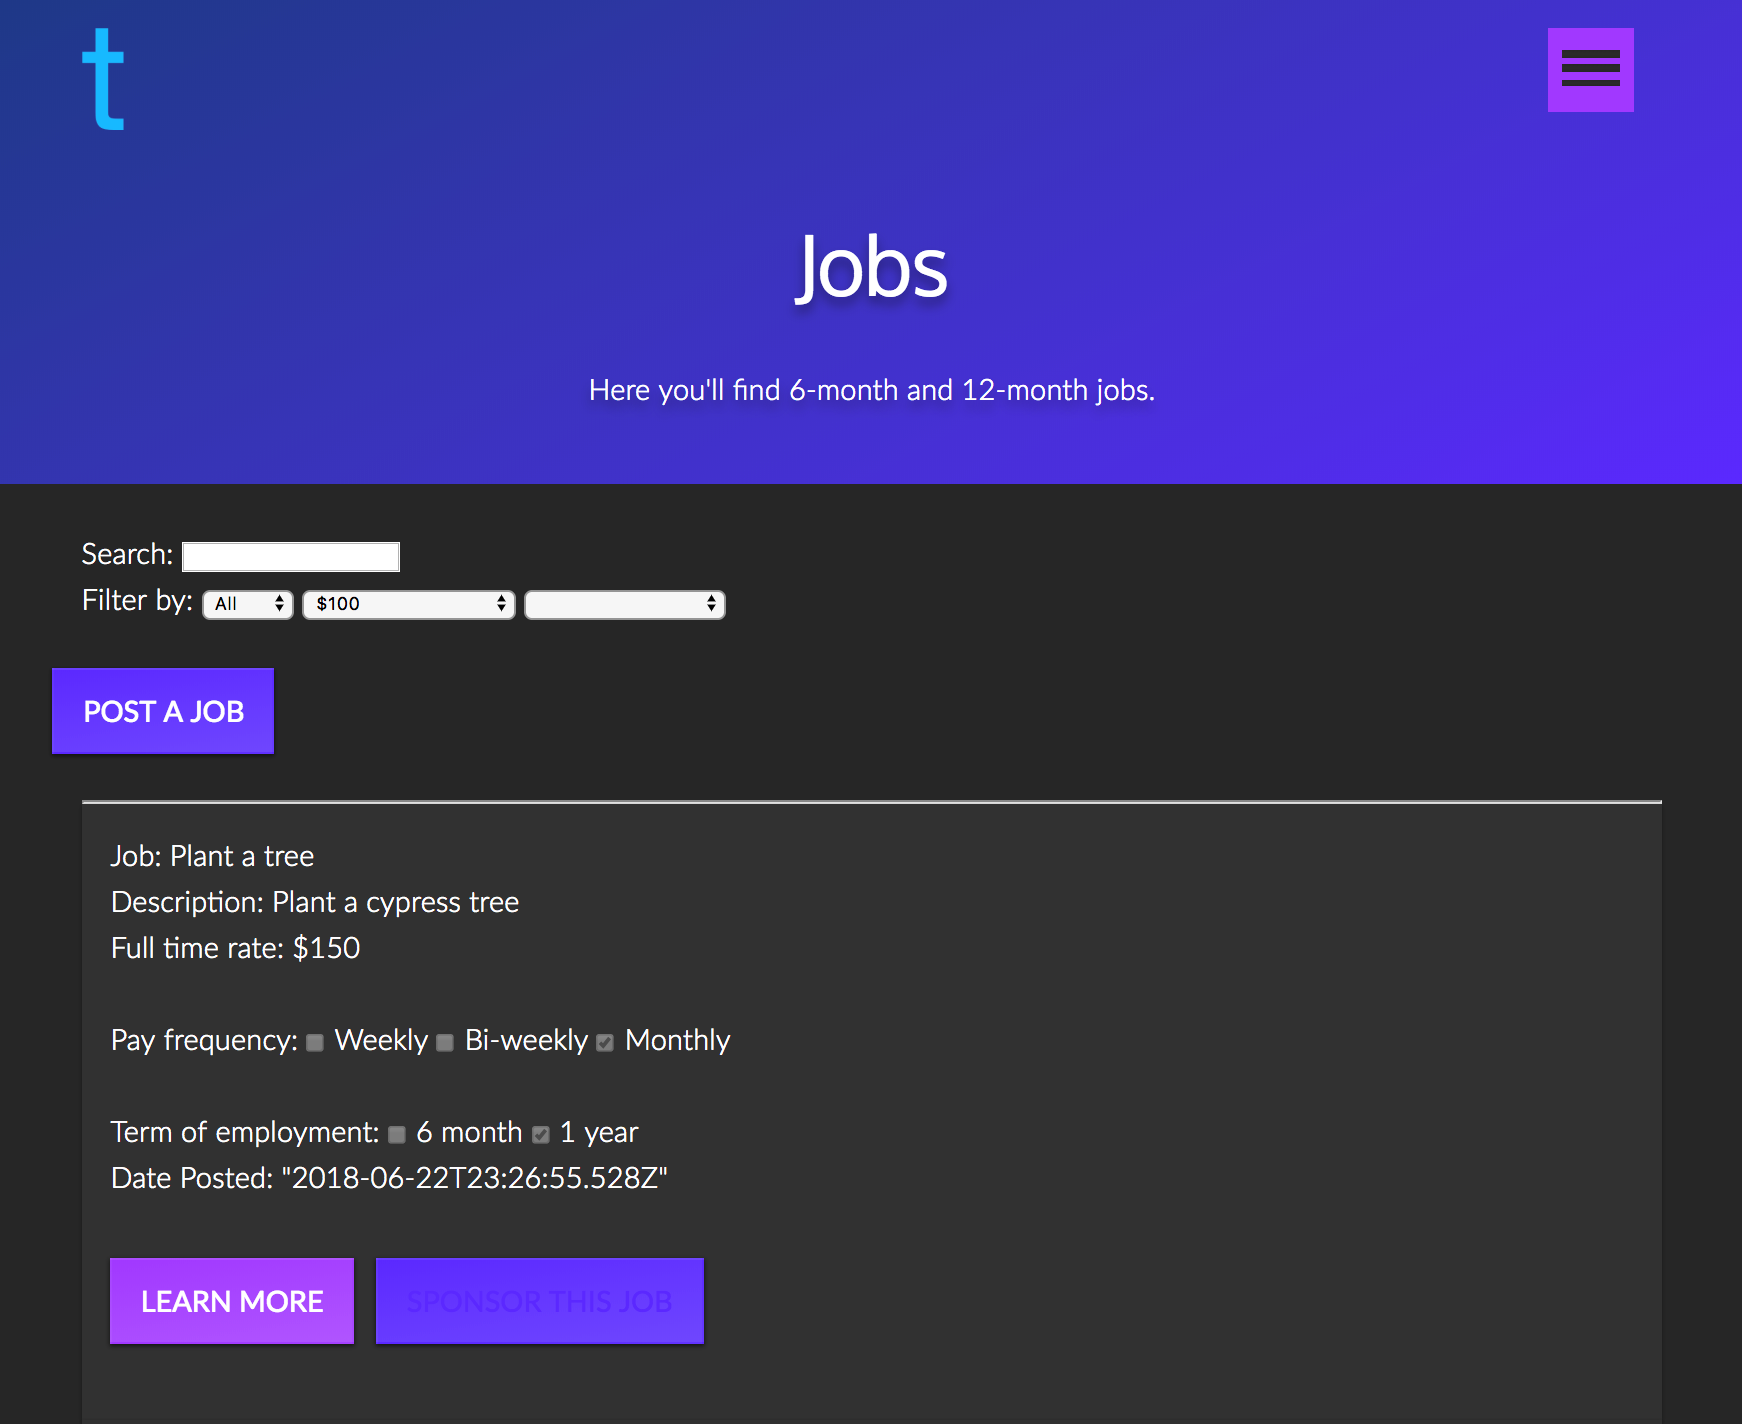 t
Jobs
Here you'll find 6-month and 12-month jobs.
Search:
Filter by: All $100
POST A JOB
Job: Plant a tree
Description: Plant a cypress tree
Full time rate: $150
Pay frequency: Weekly Bi-weekly Monthly
Term of employment: 6 month 1 year
Date Posted: "2018-06-22T23:26:55.528Z"
LEARN MORE SPONSOR THIS JOB